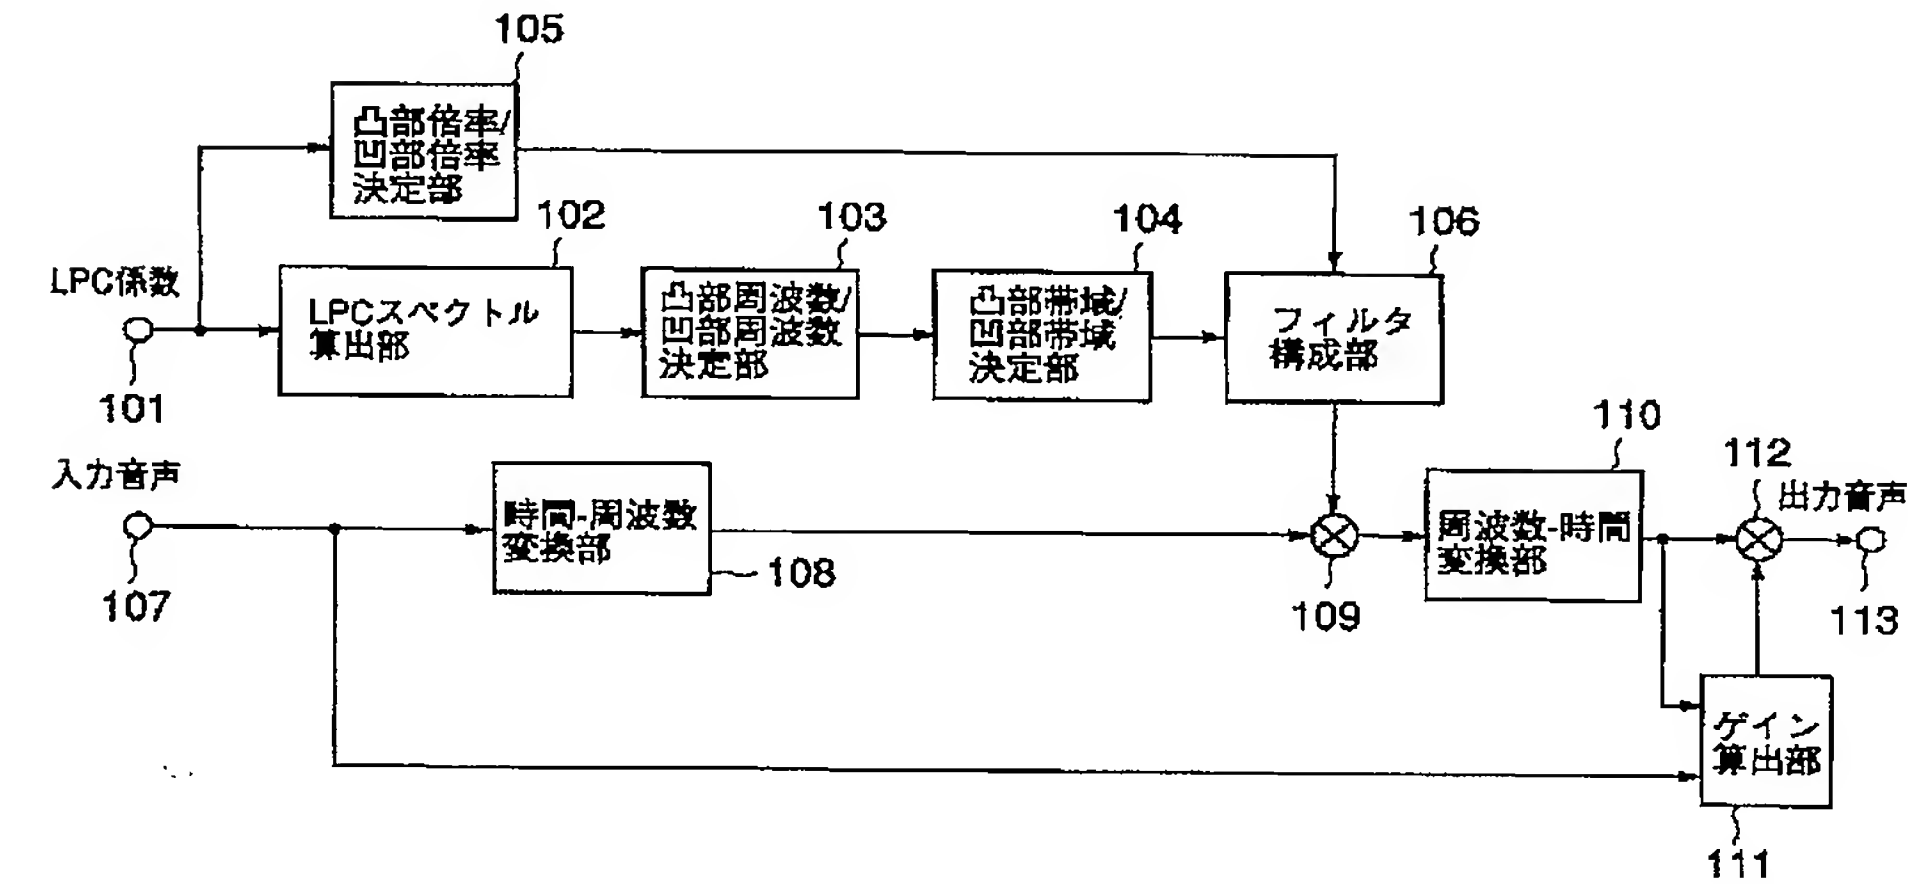 105
凸部倍率/
凹部倍率
決定部
102
103
104
106
LPC係数
LPCスペクトル
算出部
凸部周波数/
凹部周波数
決定部
凸部帯域/
凹部帯域
決定部
フィルタ
構成部
101
110
112
入力音声
時間-周波数
変換部
周波数-時間
変換部
出力音声
108
107
109
113
ゲイン
算出部
111